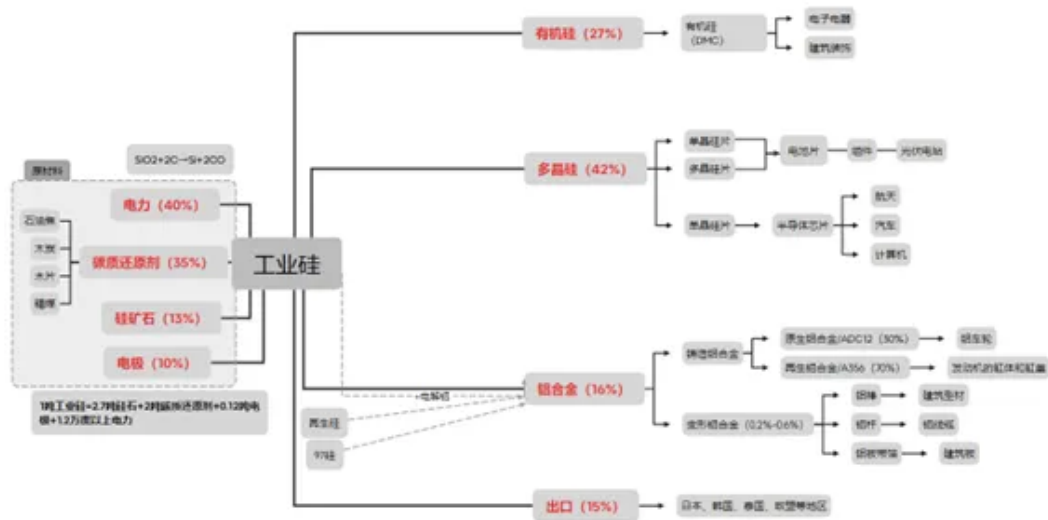 SiO2+2C→Si+2CO
原材料
电力（40%）
石油焦
木炭
碳质还原剂（35%）
木片
硅煤
硅矿石（13%）
电极（10%）
1吨工业硅=2.7吨硅石+2吨碳质还原剂+0.12吨电
极+1.2万度以上电力
工业硅
有机硅（27%）
有机硅
（DMC）
电子电器
建筑装饰
多晶硅（42%）
单晶硅片
多晶硅片
电池片
组件
光伏电站
单晶硅片
半导体芯片
航天
汽车
计算机
+电解铝
再生硅
97硅
铝合金（16%）
铸造铝合金
原生铝合金/ADC12（30%）
铝车轮
再生铝合金/A356（70%）
发动机的缸体和缸盖
变形铝合金（0.2%-0.6%）
铝棒
建筑型材
铝杆
铝线缆
铝板带箔
建筑板
出口（15%）
日本、韩国、泰国、欧盟等地区